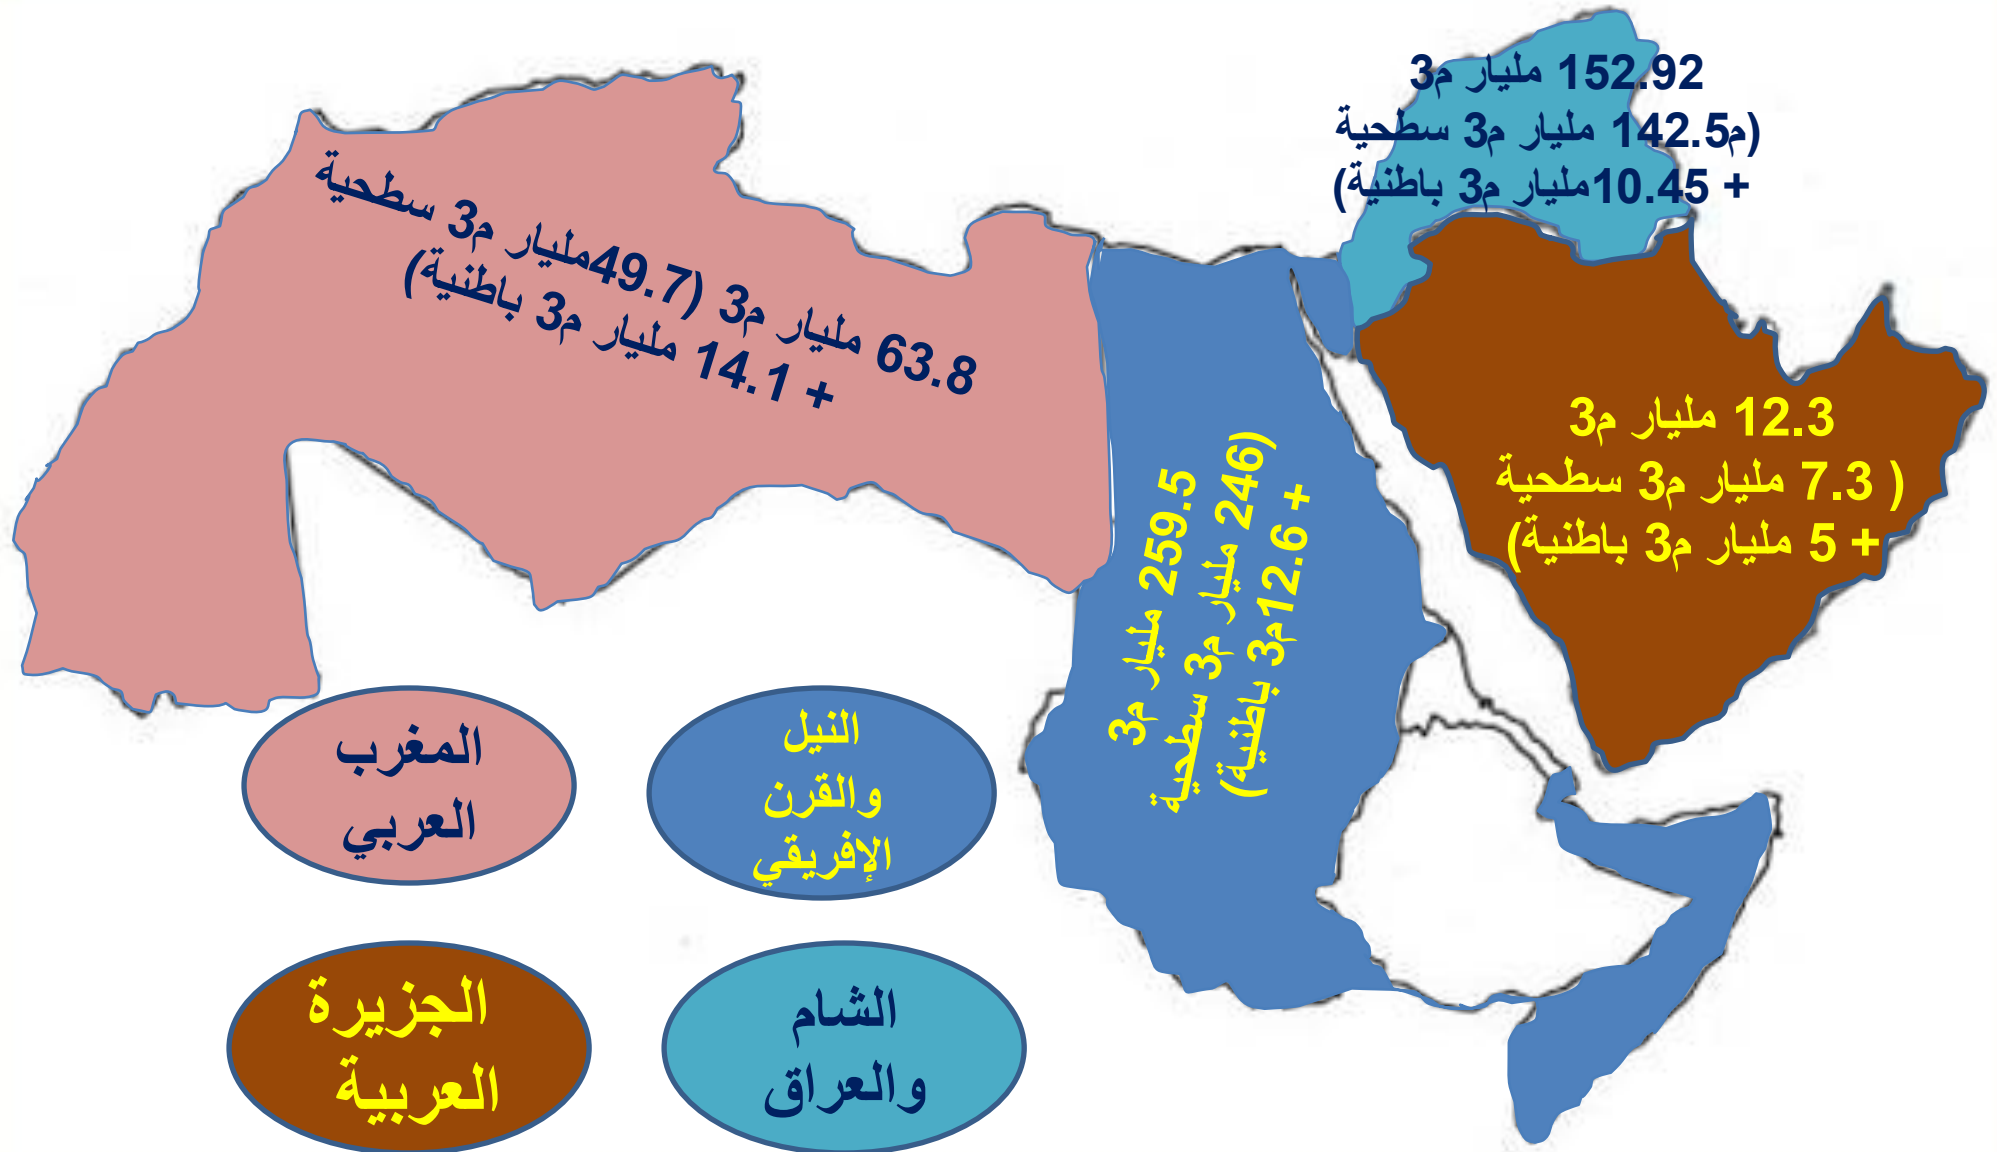 152.92 مليار م3
(م142.5 مليار م3 سطحية
+ 10.45مليار م3 باطنية)
63.8 مليار م3 (49.7مليار م3 سطحية
+ 14.1 مليار م3 باطنية)
259.5 مليار م3
(246 مليار م3 سطحية
+ 12.6م3 باطنية)
12.3 مليار م3
( 7.3 مليار م3 سطحية
+ 5 مليار م3 باطنية)
النيل
والقرن
الإفريقي
المغرب
العربي
الشام
والعراق
الجزيرة
العربية